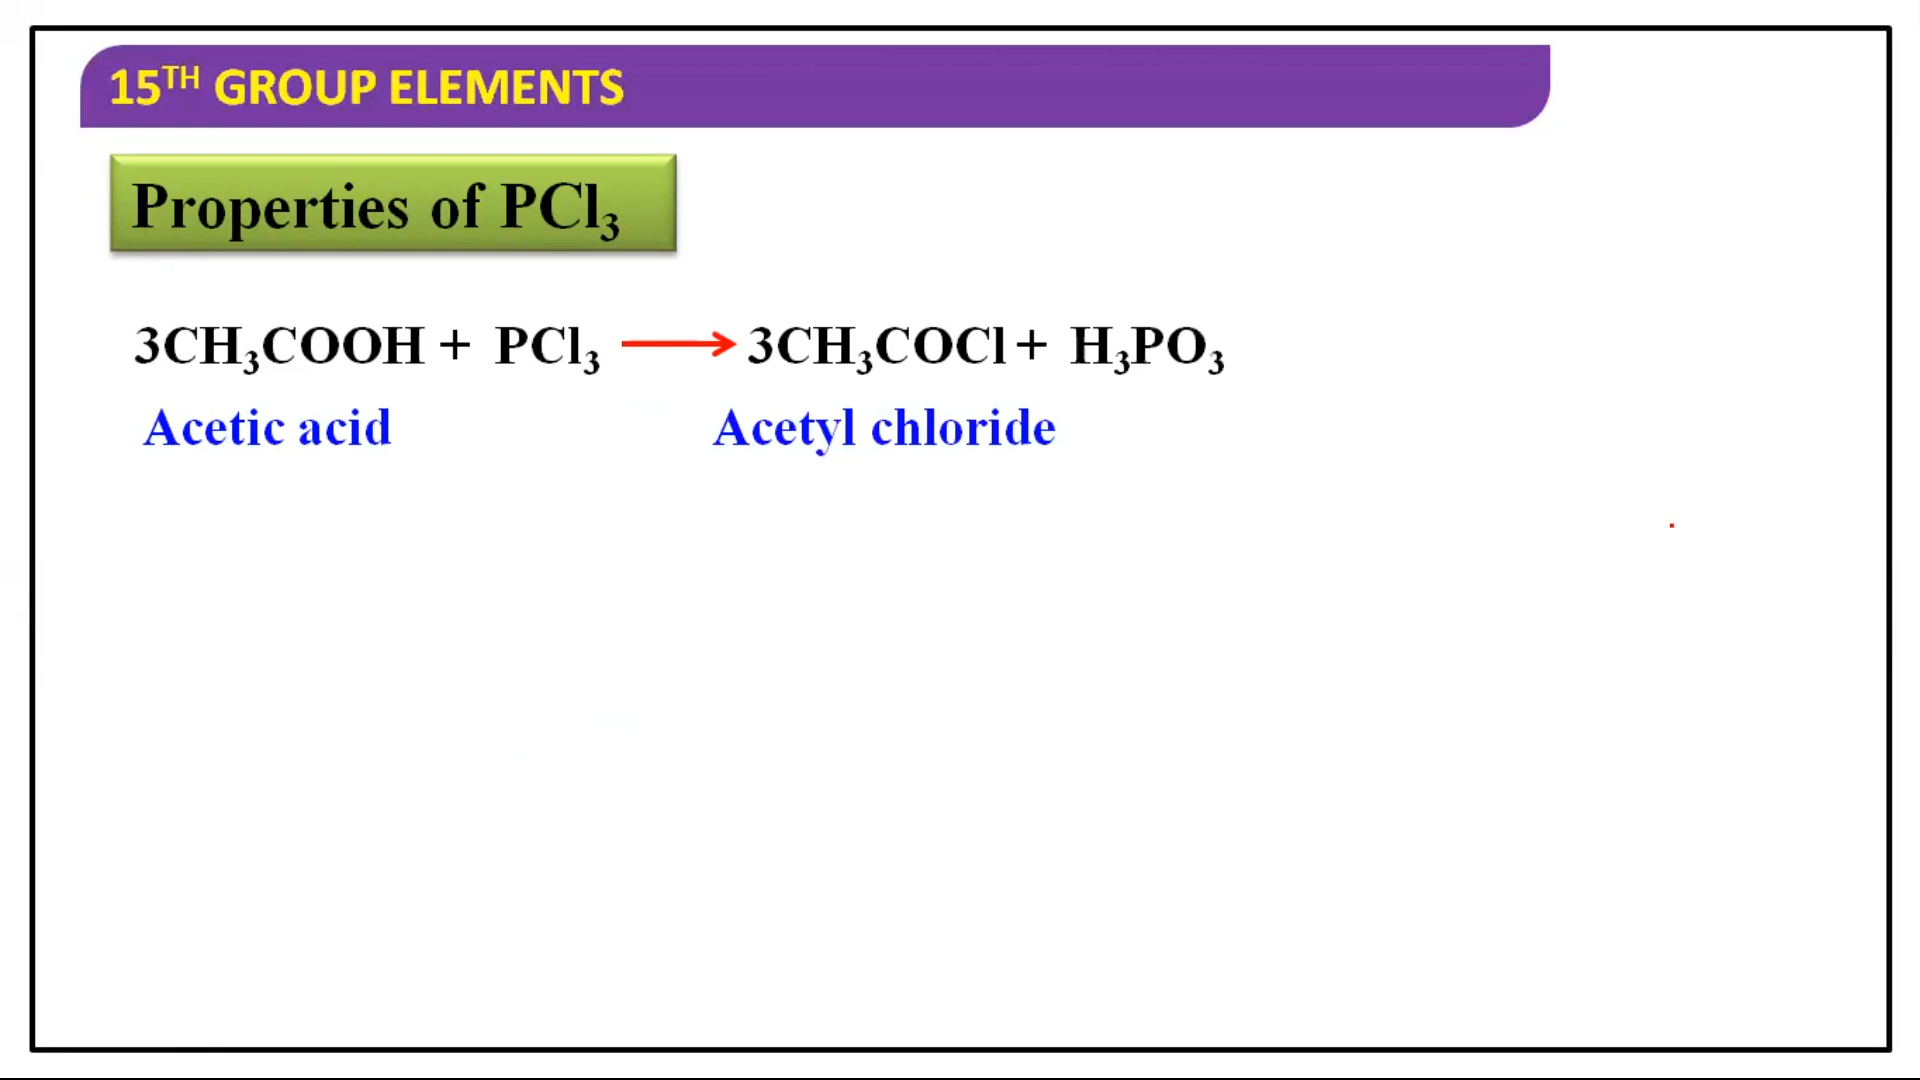 15TH GROUP ELEMENTS
Properties of PCl3
3CH3COOH + PCl3 ⟶ 3CH3COCl + H3PO3
Acetic acid Acetyl chloride